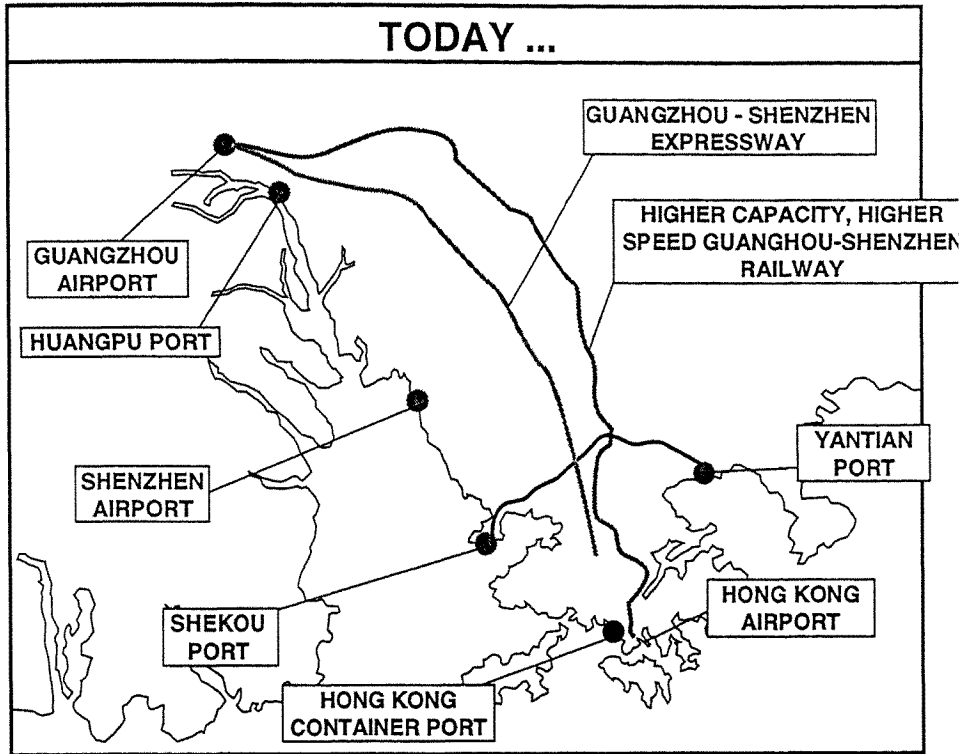 TODAY ...
GUANGZHOU - SHENZHEN
EXPRESSWAY
HIGHER CAPACITY, HIGHER
SPEED GUANGHOU-SHENZHEN
RAILWAY
GUANGZHOU
AIRPORT
HUANGPU PORT
YANTIAN
PORT
SHENZHEN
AIRPORT
HONG KONG
AIRPORT
SHEKOU
PORT
HONG KONG
CONTAINER PORT